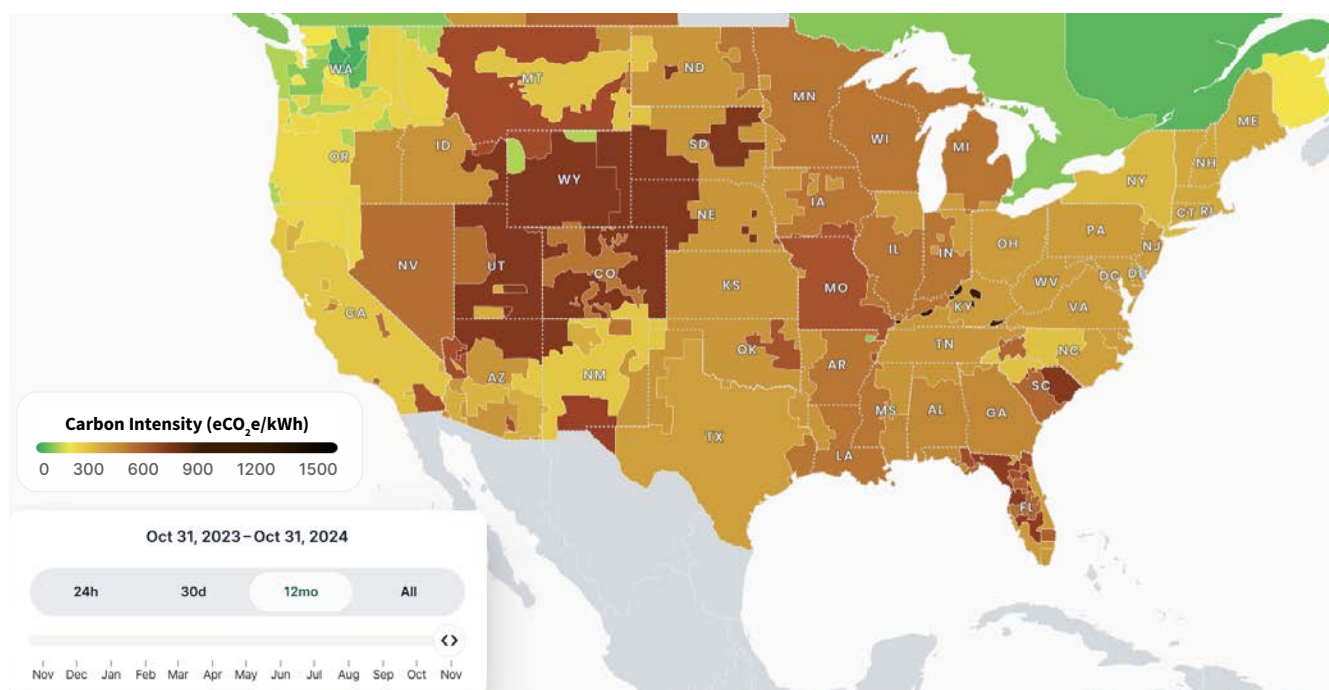 WA
MT
ND
MN
ME
OR
ID
SD
WI
MI
NH
WY
NY
CT RI
IA
NE
PA
NV
UT
CO
IL
IN
OH
NJ
KS
MO
WV
DC DE
CA
KY
VA
OK
TN
NC
AZ
NM
AR
SC
MS
AL
GA
TX
LA
FL
Carbon Intensity (eCO₂e/kWh)
0 300 600 900 1200 1500
Oct 31, 2023 – Oct 31, 2024
24h 30d 12mo All
Nov Dec Jan Feb Mar Apr May Jun Jul Aug Sep Oct Nov